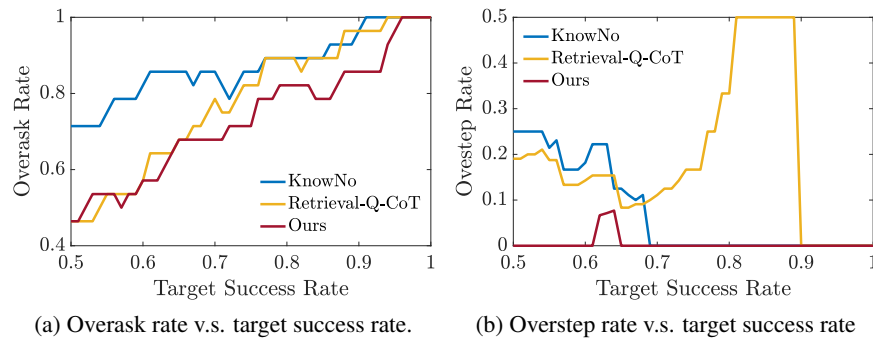 1
0.8
0.6
0.4
Overask Rate
KnowNo
Retrieval-Q-CoT
Ours
0.5 0.6 0.7 0.8 0.9 1
Target Success Rate
(a) Overask rate v.s. target success rate.
0.5
0.4
0.3
0.2
0.1
0
Ovestep Rate
KnowNo
Retrieval-Q-CoT
Ours
0.5 0.6 0.7 0.8 0.9 1
Target Success Rate
(b) Overstep rate v.s. target success rate